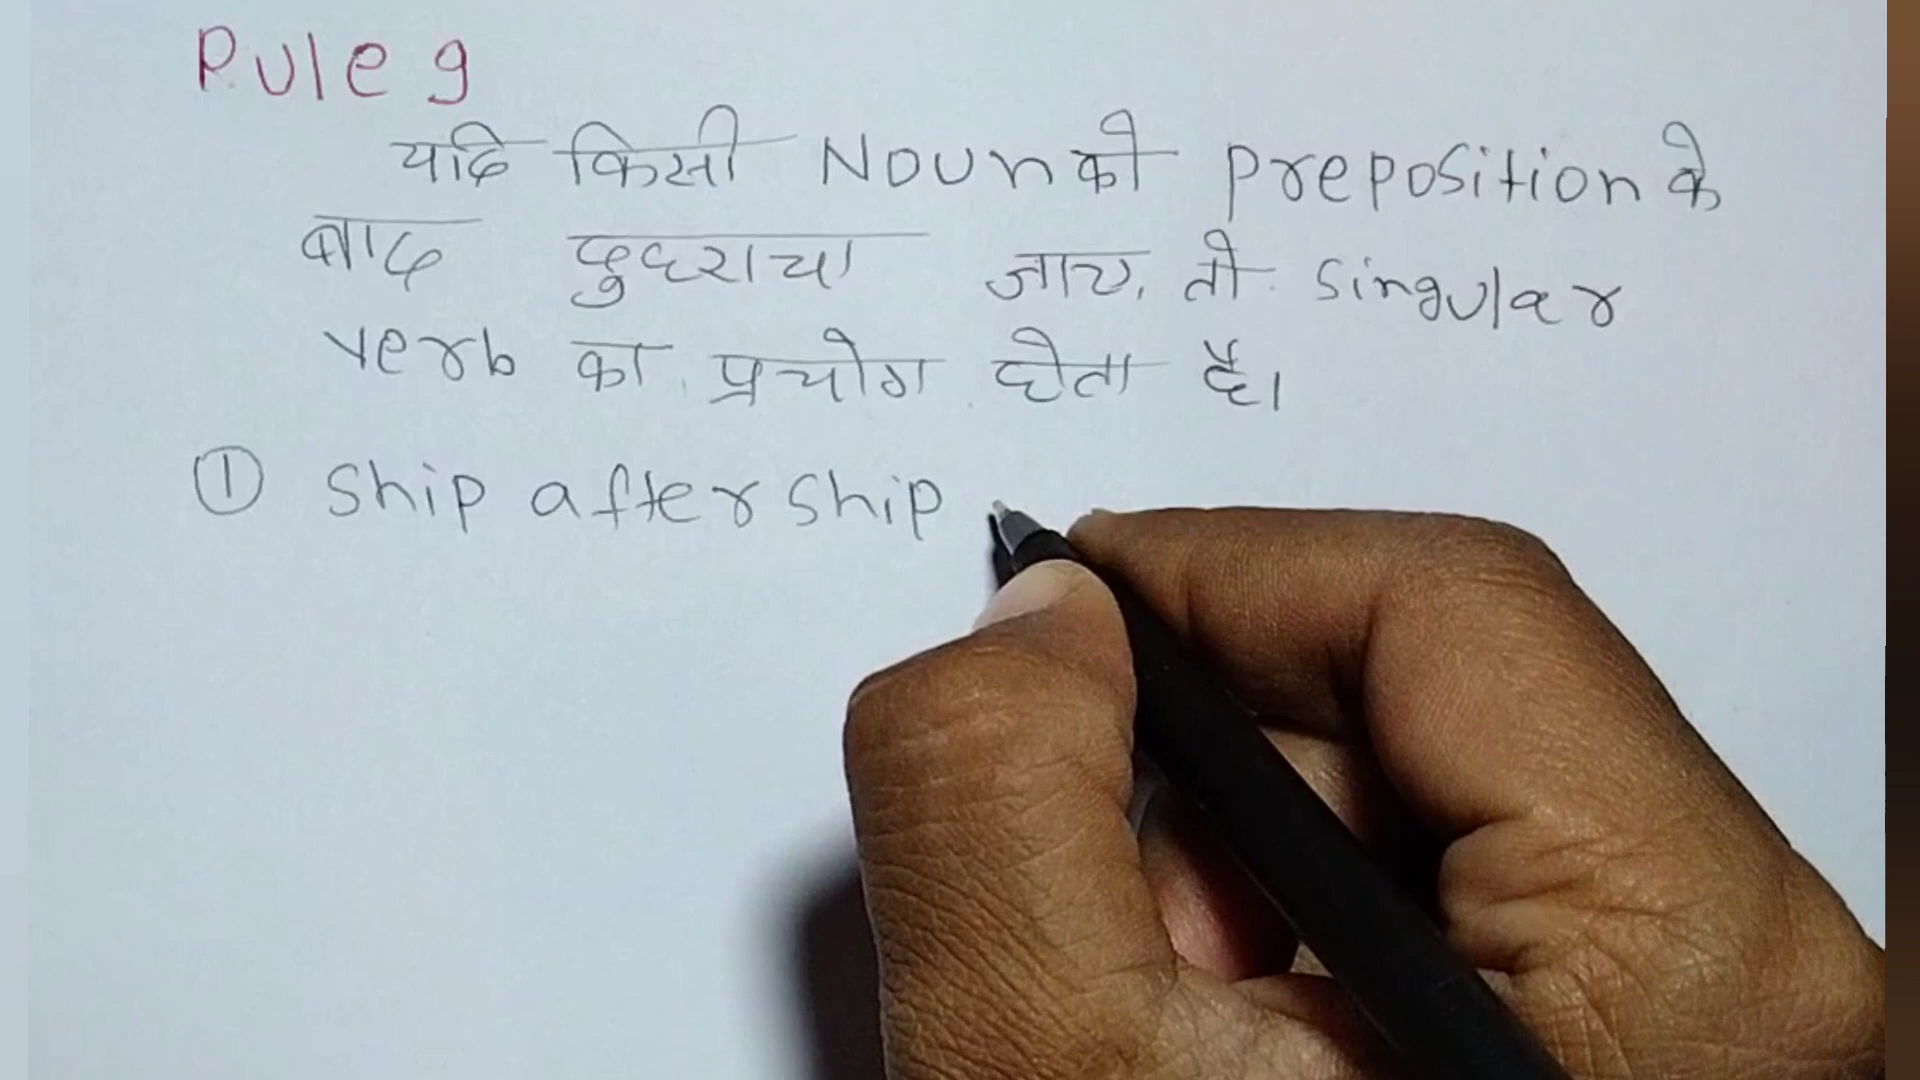 Rule 9
यदि किसी Noun को preposition के
बाद दुहराया जाए, तो singular
verb का प्रयोग होता है।
① Ship after ship